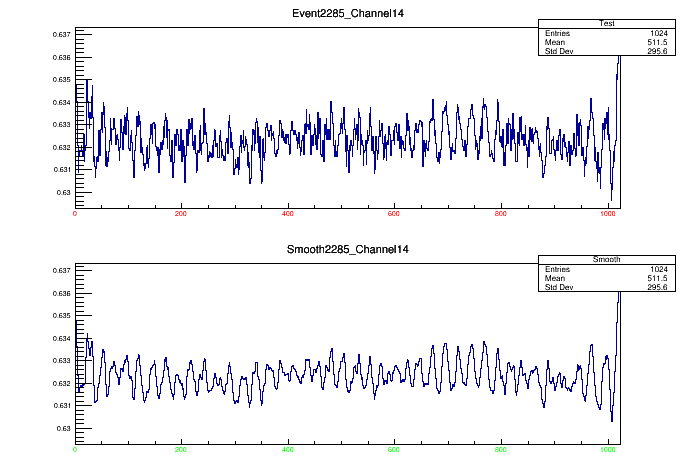 Event2285_Channel14
Test
Entries 1024
Mean 511.5
Std Dev 295.6
0.637
0.636
0.635
0.634
0.633
0.632
0.631
0.63
0 200 400 600 800 1000
Smooth2285_Channel14
Smooth
Entries 1024
Mean 511.5
Std Dev 295.6
0.637
0.636
0.635
0.634
0.633
0.632
0.631
0.63
0 200 400 600 800 1000